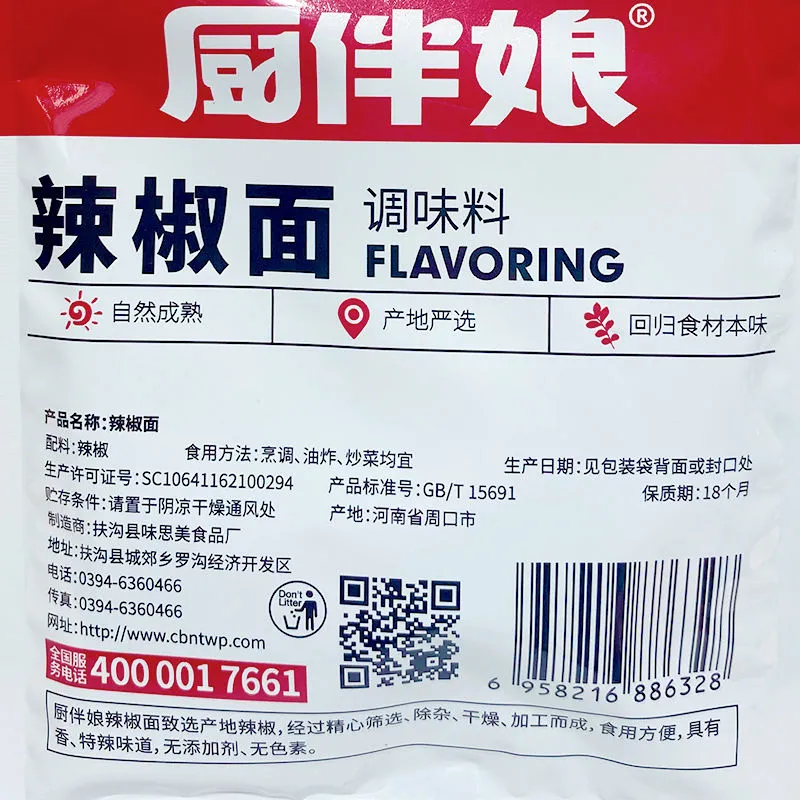 厨伴娘®
辣椒面 调味料
FLAVORING
自然成熟 产地严选 回归食材本味
产品名称:辣椒面
配料:辣椒 食用方法:烹调、油炸、炒菜均宜 生产日期:见包装袋背面或封口处
生产许可证号:SC10641162100294 产品标准号:GB/T 15691 保质期:18个月
贮存条件:请置于阴凉干燥通风处 产地:河南省周口市
制造商:扶沟县味思美食品厂
地址:扶沟县城郊乡罗沟经济开发区
电话:0394-6360466
传真:0394-6360466
网址:http://www.cbntwp.com
Don't
Litter
全国服
务电话 400 001 7661
6 958216 886328
厨伴娘辣椒面致选产地辣椒,经过精心筛选、除杂、干燥、加工而成,食用方便,具有
香、特辣味道,无添加剂、无色素。